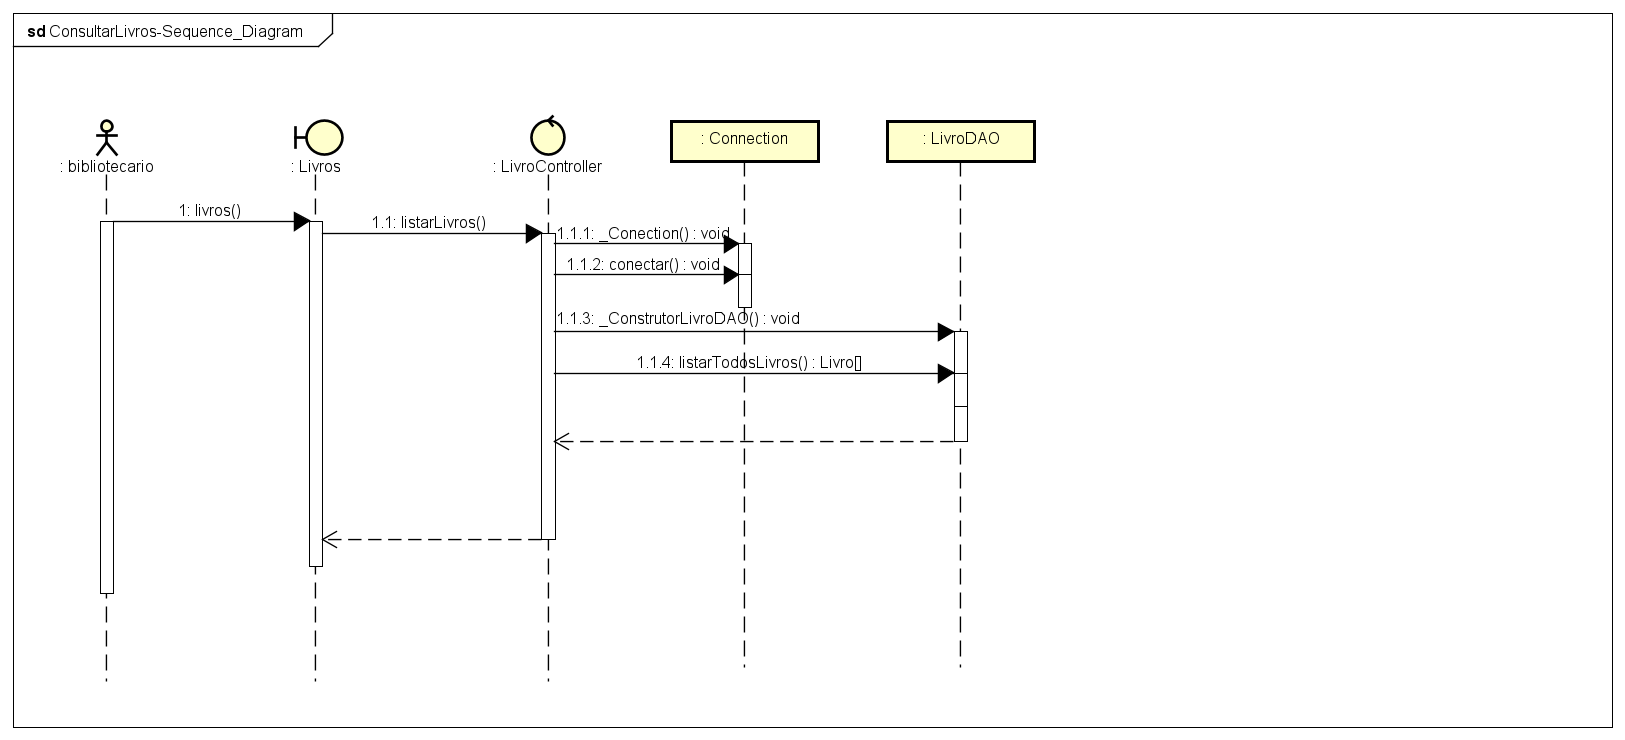 sd ConsultarLivros-Sequence_Diagram
: bibliotecario
: Livros
: LivroController
: Connection
: LivroDAO
1: livros()
1.1: listarLivros()
1.1.1: _Conection() : void
1.1.2: conectar() : void
1.1.3: _ConstrutorLivroDAO() : void
1.1.4: listarTodosLivros() : Livro[]